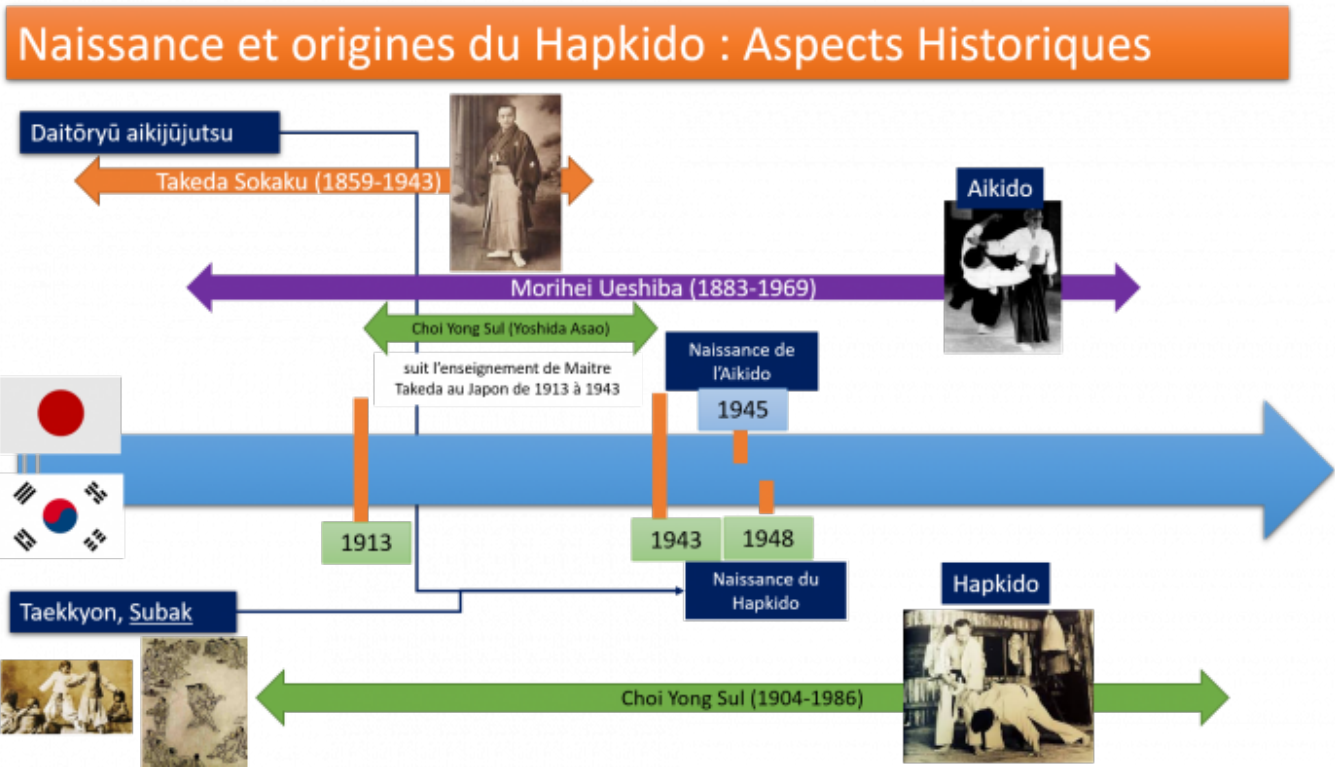 Naissance et origines du Hapkido : Aspects Historiques
Daitōryū aikijūjutsu
Takeda Sokaku (1859-1943)
Aikido
Morihei Ueshiba (1883-1969)
Choi Yong Sul (Yoshida Asao)
suit l'enseignement de Maitre
Takeda au Japon de 1913 à 1943
Naissance de
l'Aïkido
1945
1913
1943
1948
Naissance du
Hapkido
Taekkyon, Subak
Hapkido
Choi Yong Sul (1904-1986)